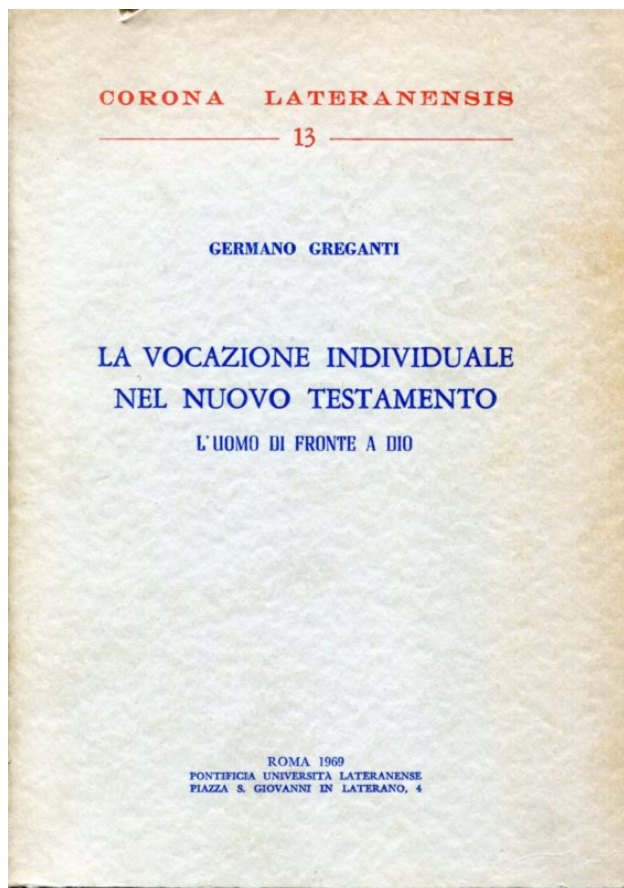 CORONA LATERANENSIS
13
GERMANO GREGANTI
LA VOCAZIONE INDIVIDUALE
NEL NUOVO TESTAMENTO
L'UOMO DI FRONTE A DIO
ROMA 1969
PONTIFICIA UNIVERSITÀ LATERANENSE
PIAZZA S. GIOVANNI IN LATERANO, 4